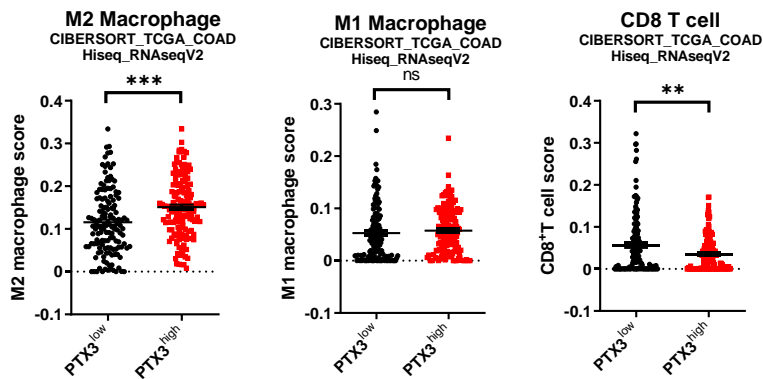 M2 Macrophage
CIBERSORT_TCGA_COAD
Hiseq_RNAseqV2
***
M2 macrophage score
0.4
0.3
0.2
0.1
0
-0.1
PTX3low
PTX3high
M1 Macrophage
CIBERSORT_TCGA_COAD
Hiseq_RNAseqV2
ns
M1 macrophage score
0.3
0.2
0.1
0
-0.1
PTX3low
PTX3high
CD8 T cell
CIBERSORT_TCGA_COAD
Hiseq_RNAseqV2
**
CD8+T cell score
0.4
0.3
0.2
0.1
0
-0.1
PTX3low
PTX3high